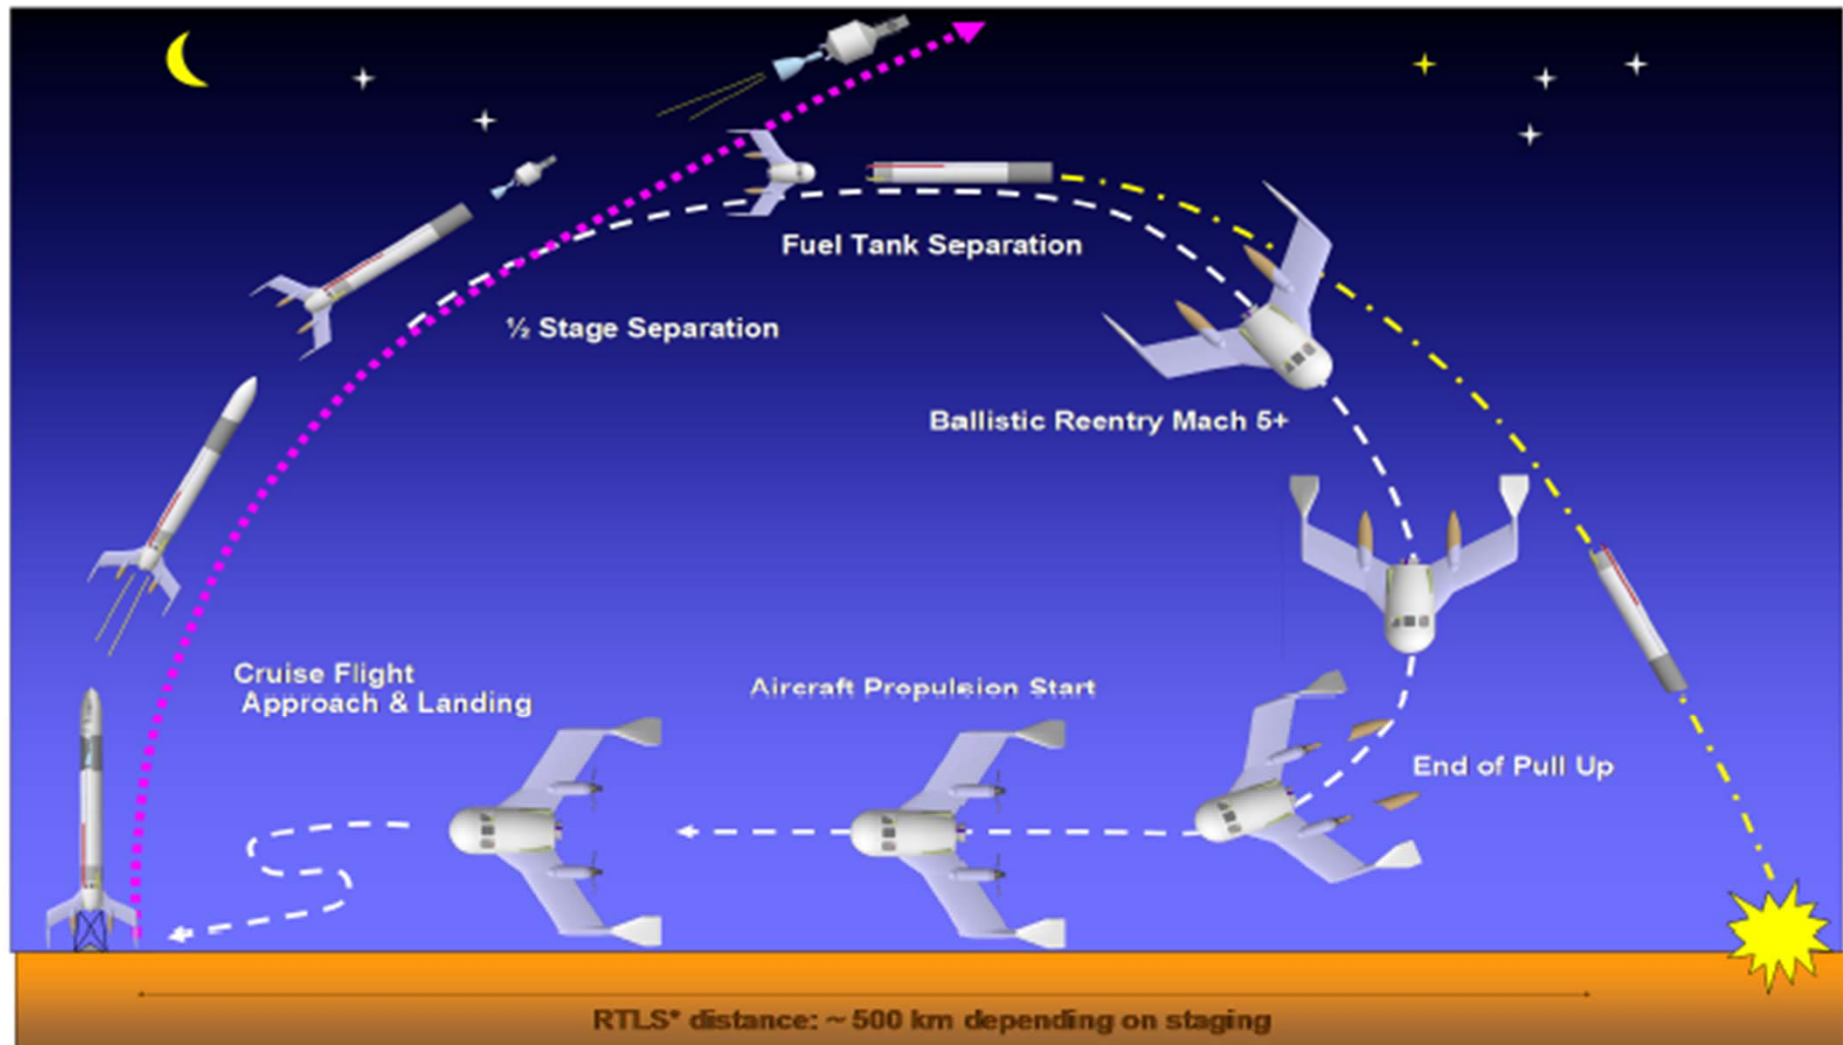 Fuel Tank Separation
½ Stage Separation
Ballistic Reentry Mach 5+
Cruise Flight
Approach & Landing
Aircraft Propulsion Start
End of Pull Up
RTLS* distance: ~ 500 km depending on staging